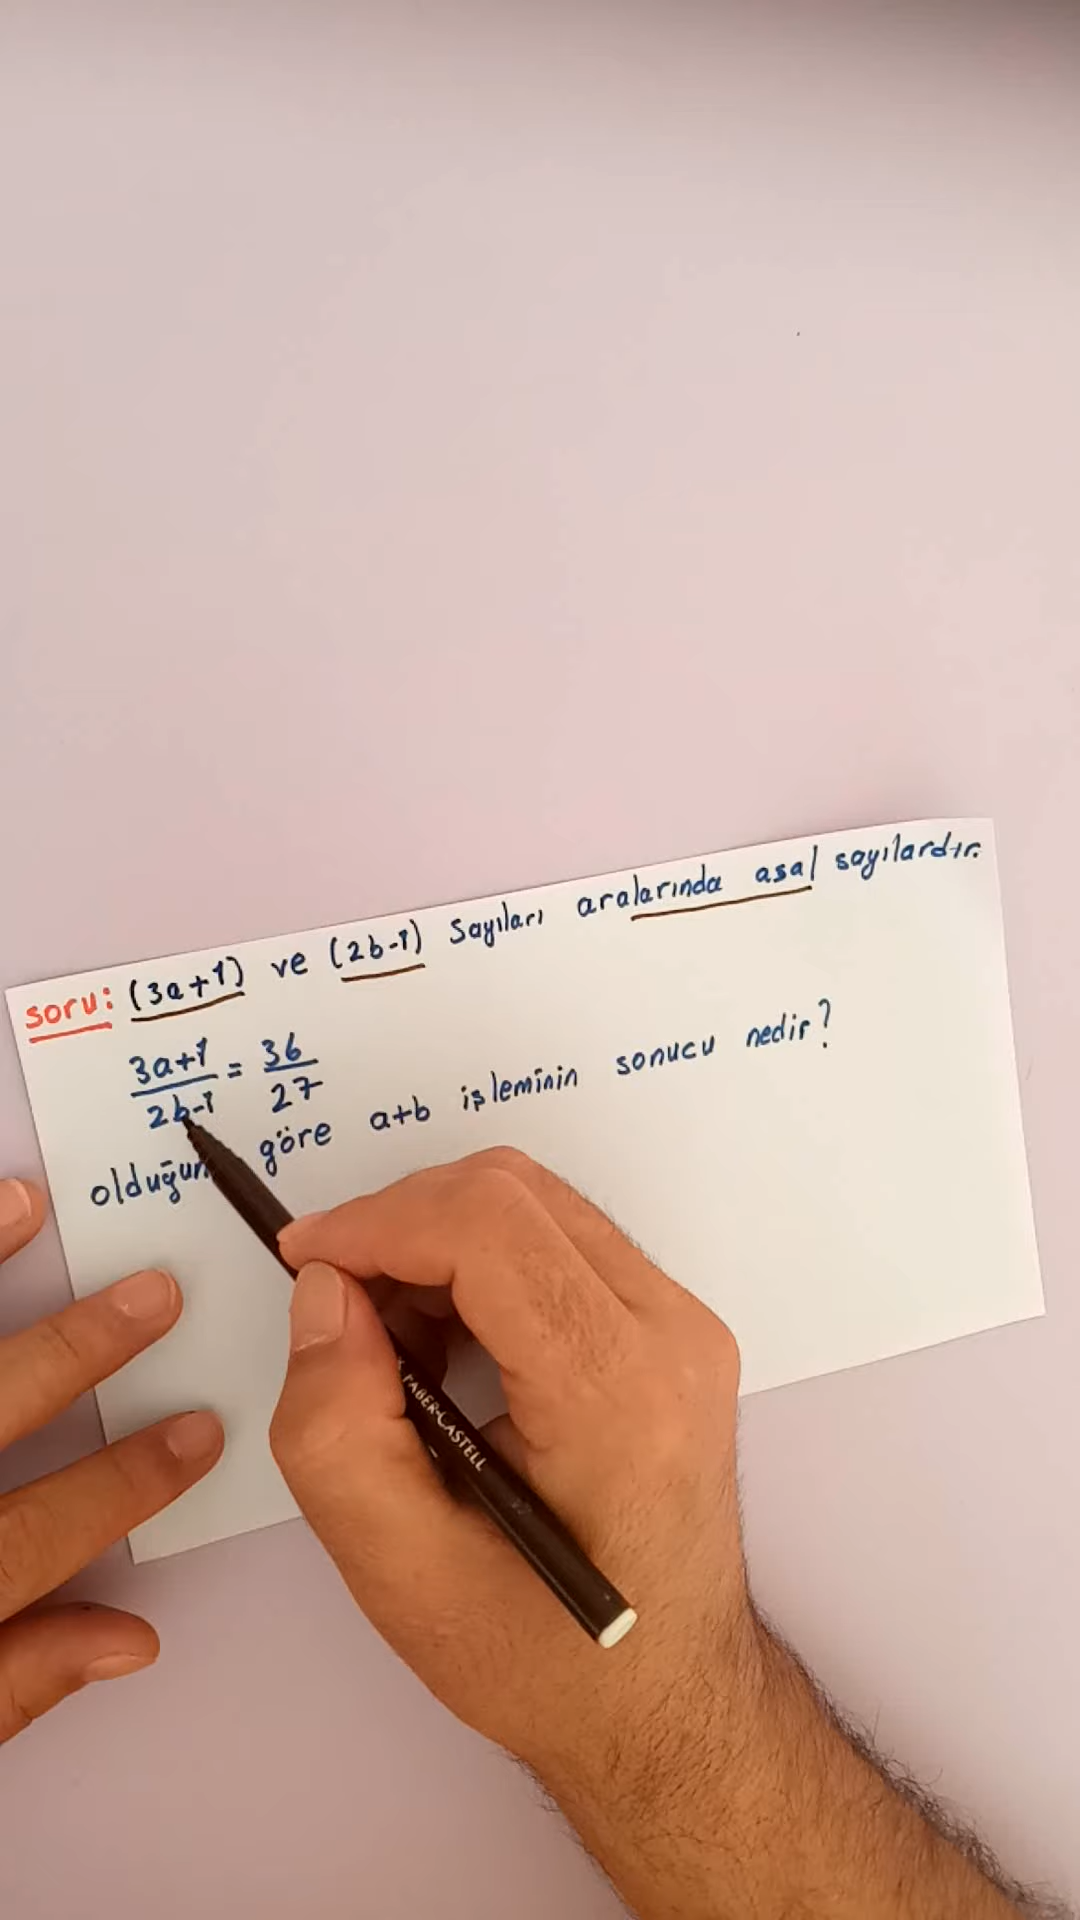 soru: (3a+1) ve (2b-1) sayıları aralarında asal sayılardır.
3a+1 = 36
2b-1 27
göre a+b işleminin sonucu nedir?
FABER-CASTELL